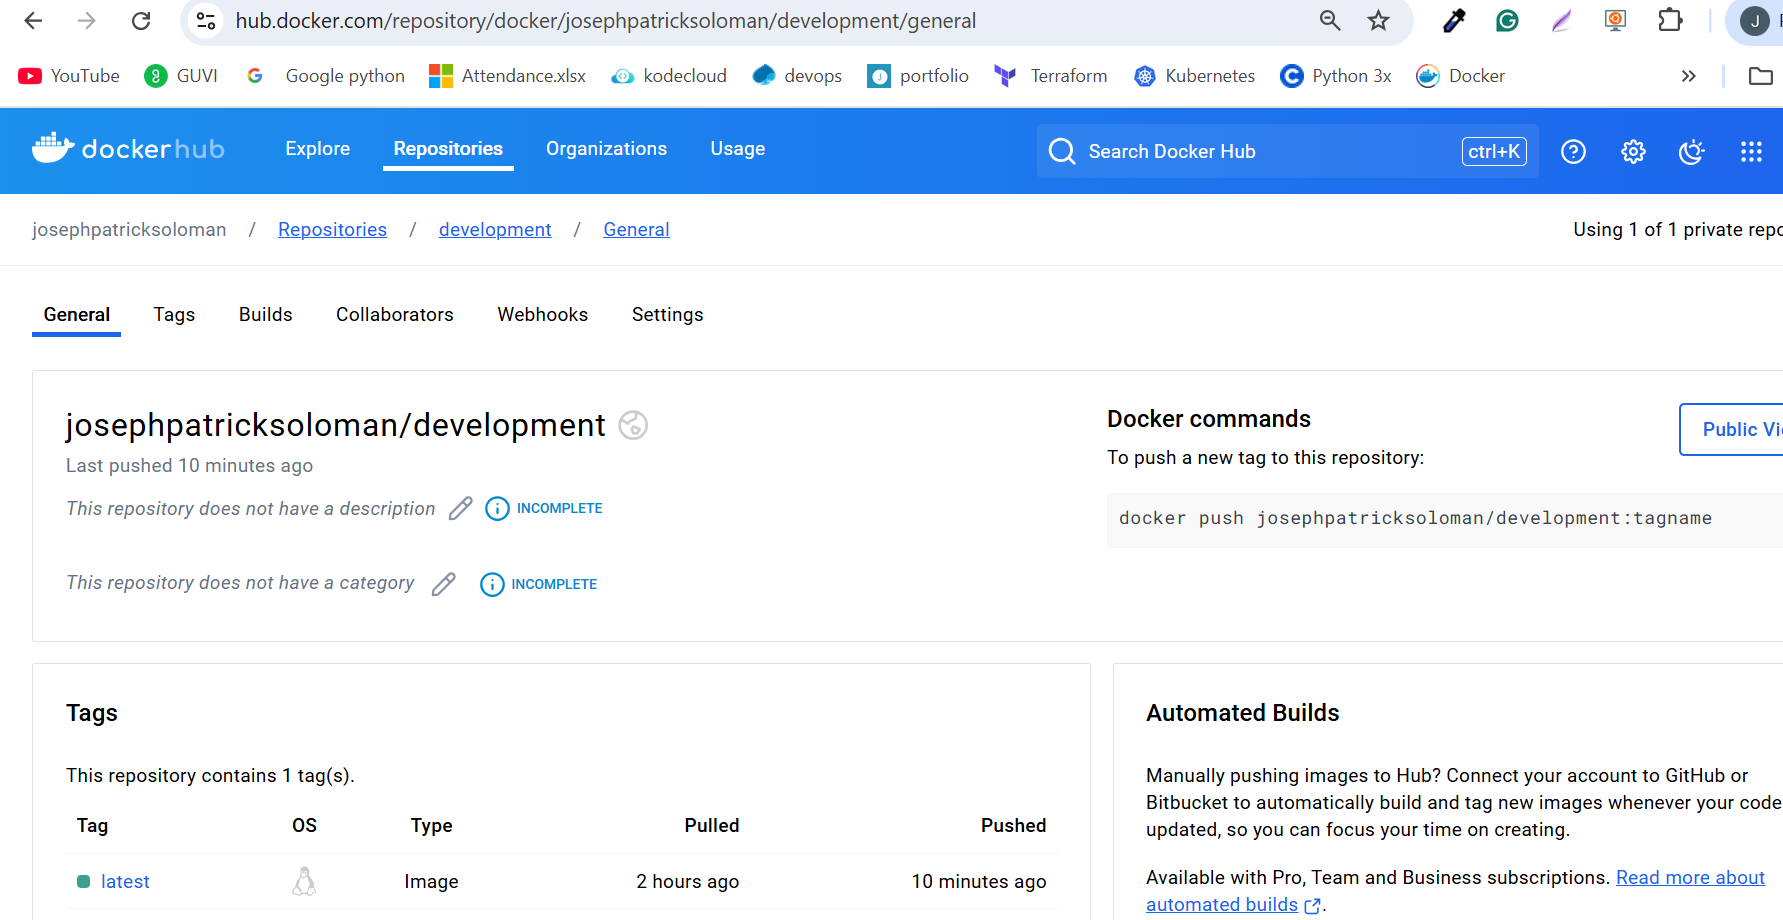 hub.docker.com/repository/docker/josephpatricksoloman/development/general
J
YouTube GUVI Google python Attendance.xlsx kodecloud devops portfolio Terraform Kubernetes Python 3x Docker »
dockerhub Explore Repositories Organizations Usage Search Docker Hub ctrl+K
josephpatricksoloman / Repositories / development / General Using 1 of 1 private repo
General Tags Builds Collaborators Webhooks Settings
josephpatricksoloman/development
Last pushed 10 minutes ago
This repository does not have a description INCOMPLETE
This repository does not have a category INCOMPLETE
Docker commands
Public Vi
To push a new tag to this repository:
docker push josephpatricksoloman/development:tagname
Tags
This repository contains 1 tag(s).
Tag OS Type Pulled Pushed
latest Image 2 hours ago 10 minutes ago
Automated Builds
Manually pushing images to Hub? Connect your account to GitHub or
Bitbucket to automatically build and tag new images whenever your code
updated, so you can focus your time on creating.
Available with Pro, Team and Business subscriptions. Read more about
automated builds .